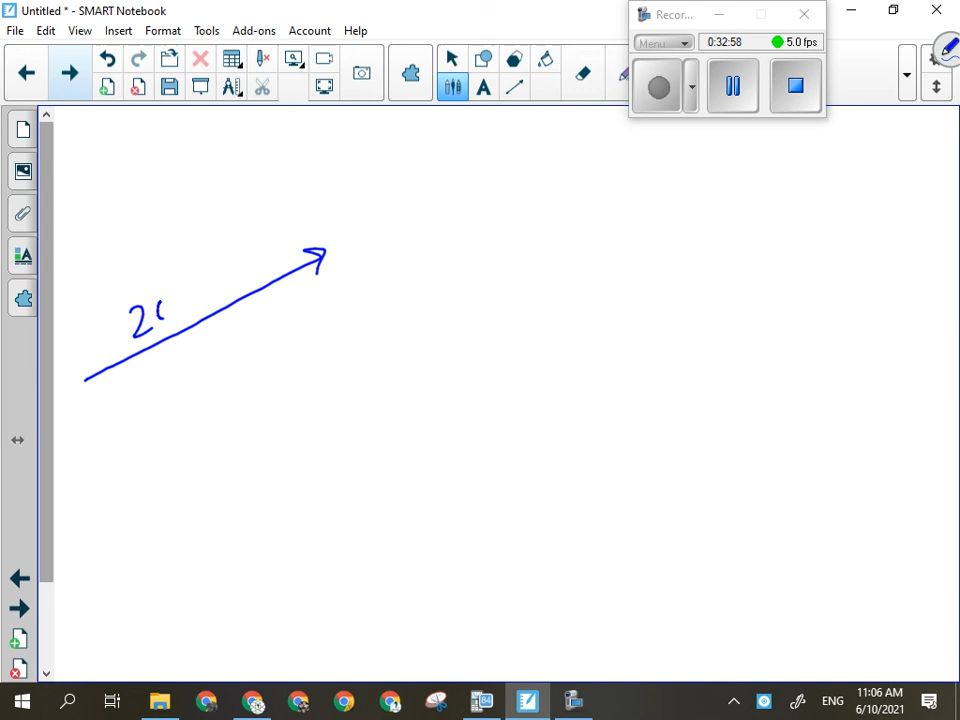 Untitled * - SMART Notebook
Recor...
File Edit View Insert Format Tools Add-ons Account Help
Menu
0:32:58
5.0 fps
A
A
2
84
ENG
11:06 AM
6/10/2021